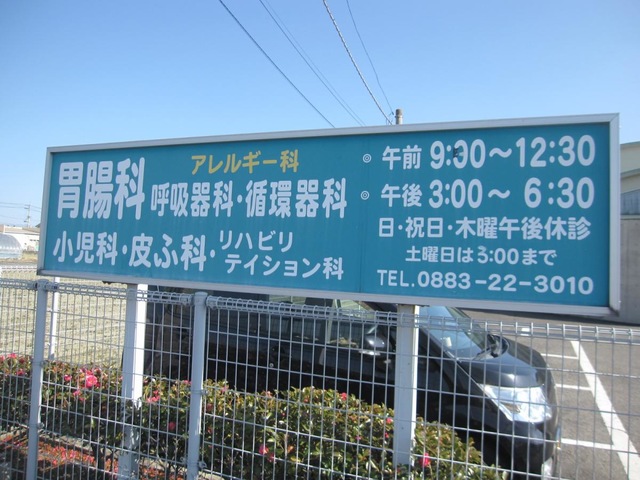 アレルギー科
胃腸科 呼吸器科・循環器科
小児科・皮ふ科・リハビリテイション科
◎ 午前 9:00〜12:30
◎ 午後 3:00〜 6:30
日・祝日・木曜午後休診
土曜日は3:00まで
TEL.0883-22-3010